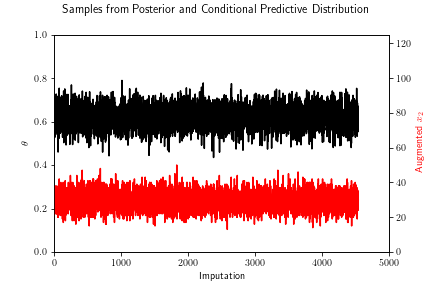 Samples from Posterior and Conditional Predictive Distribution
1.0
0.8
0.6
0.4
0.2
0.0
θ
120
100
80
60
40
20
0
Augmented x₂
0 1000 2000 3000 4000 5000
Imputation